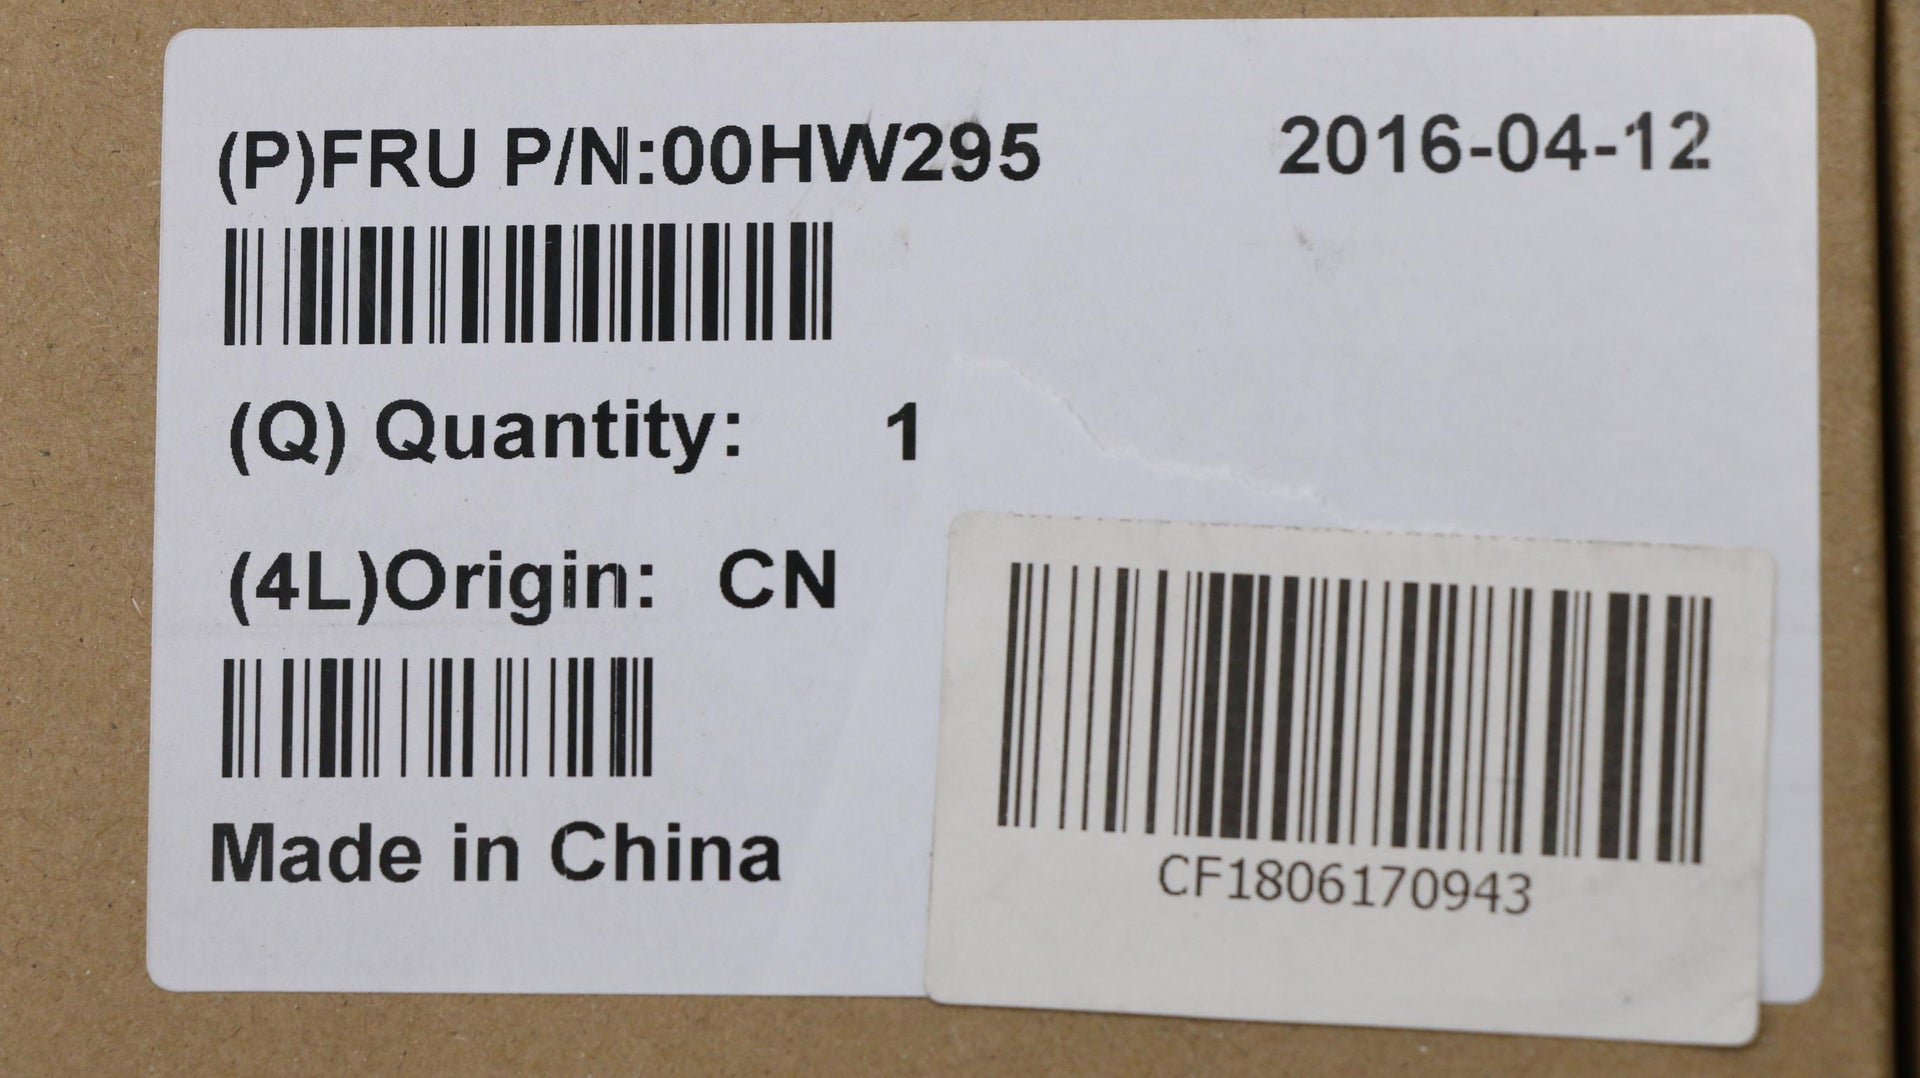 (P)FRU P/N:00HW295 2016-04-12
(Q) Quantity: 1
(4L)Origin: CN
Made in China
CF1806170943